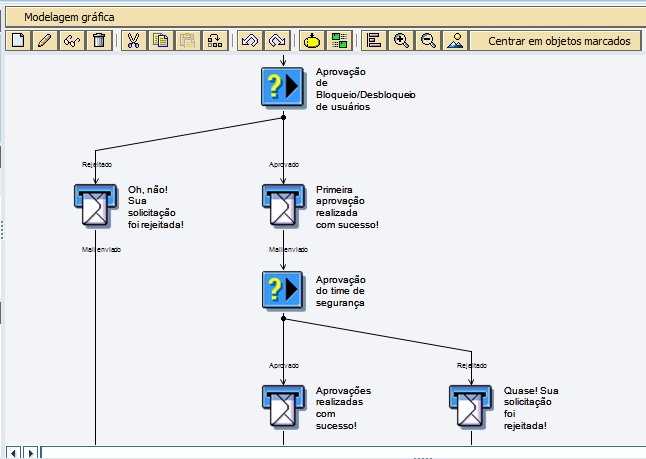 Modelagem gráfica
Centrar em objetos marcados
Aprovação
de
Bloqueio/Desbloqueio
de usuários
Rejeitado
Aprovado
Oh, não!
Sua
solicitação
foi rejeitada!
Primeira
aprovação
realizada
com sucesso!
Mail enviado
Mail enviado
Aprovação
do time de
segurança
Aprovado
Rejeitado
Aprovações
realizadas
com
sucesso!
Quase! Sua
solicitação
foi
rejeitada!